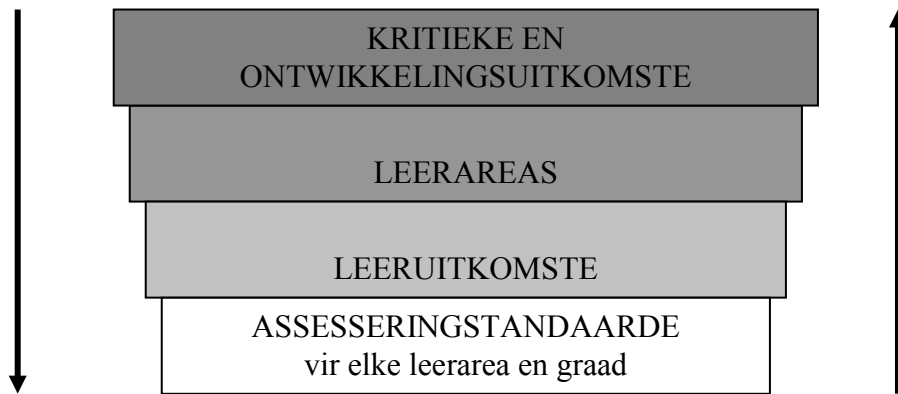 KRITIEKE EN
ONTWIKKELINGSUITKOMSTE
LEERAREAS
LEERUITKOMSTE
ASSESSERINGSTANDAARDE
vir elke leerarea en graad